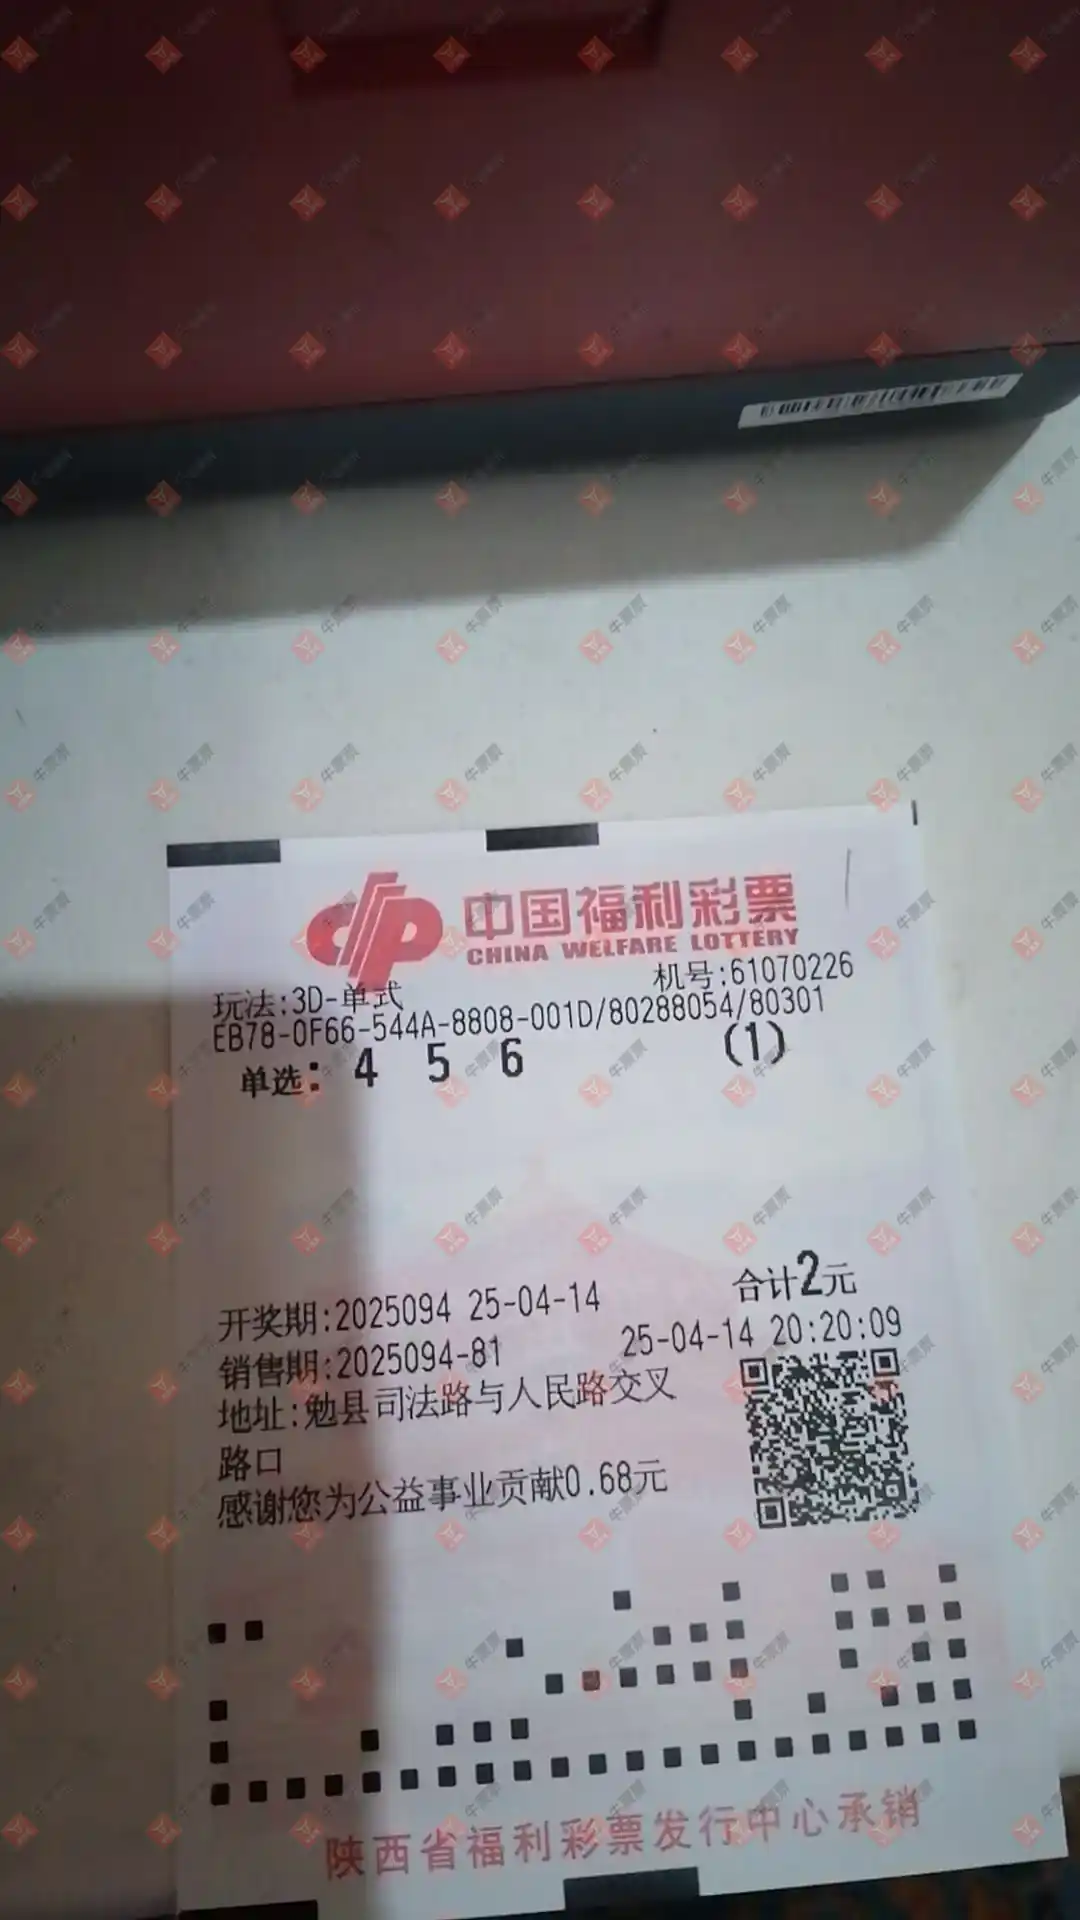 中国福利彩票
CHINA WELFARE LOTTERY
机号:61070226
玩法:3D-单式
EB78-0F66-544A-8808-001D/80288054/80301
单选: 4 5 6 (1)
合计2元
开奖期:2025094 25-04-14
销售期:2025094-81 25-04-14 20:20:09
地址:勉县司法路与人民路交叉
路口
感谢您为公益事业贡献0.68元
陕西省福利彩票发行中心承销
牛票票